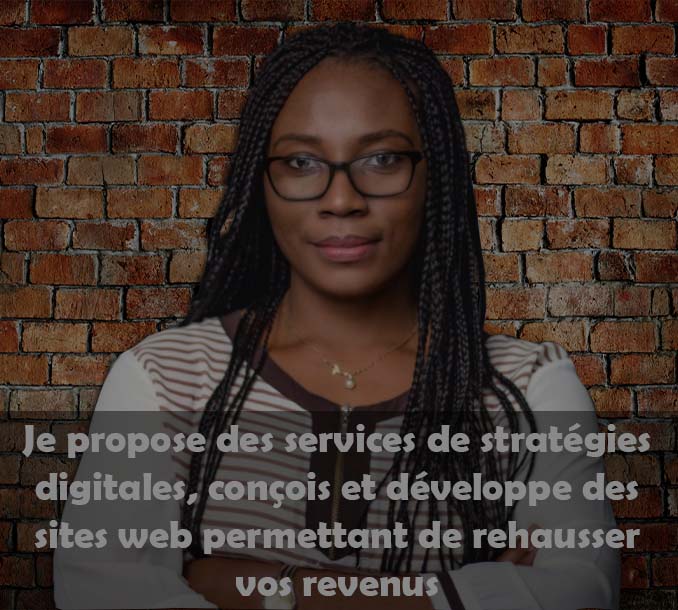 Je propose des services de stratégies
digitales, conçois et développe des
sites web permettant de rehausser
vos revenus